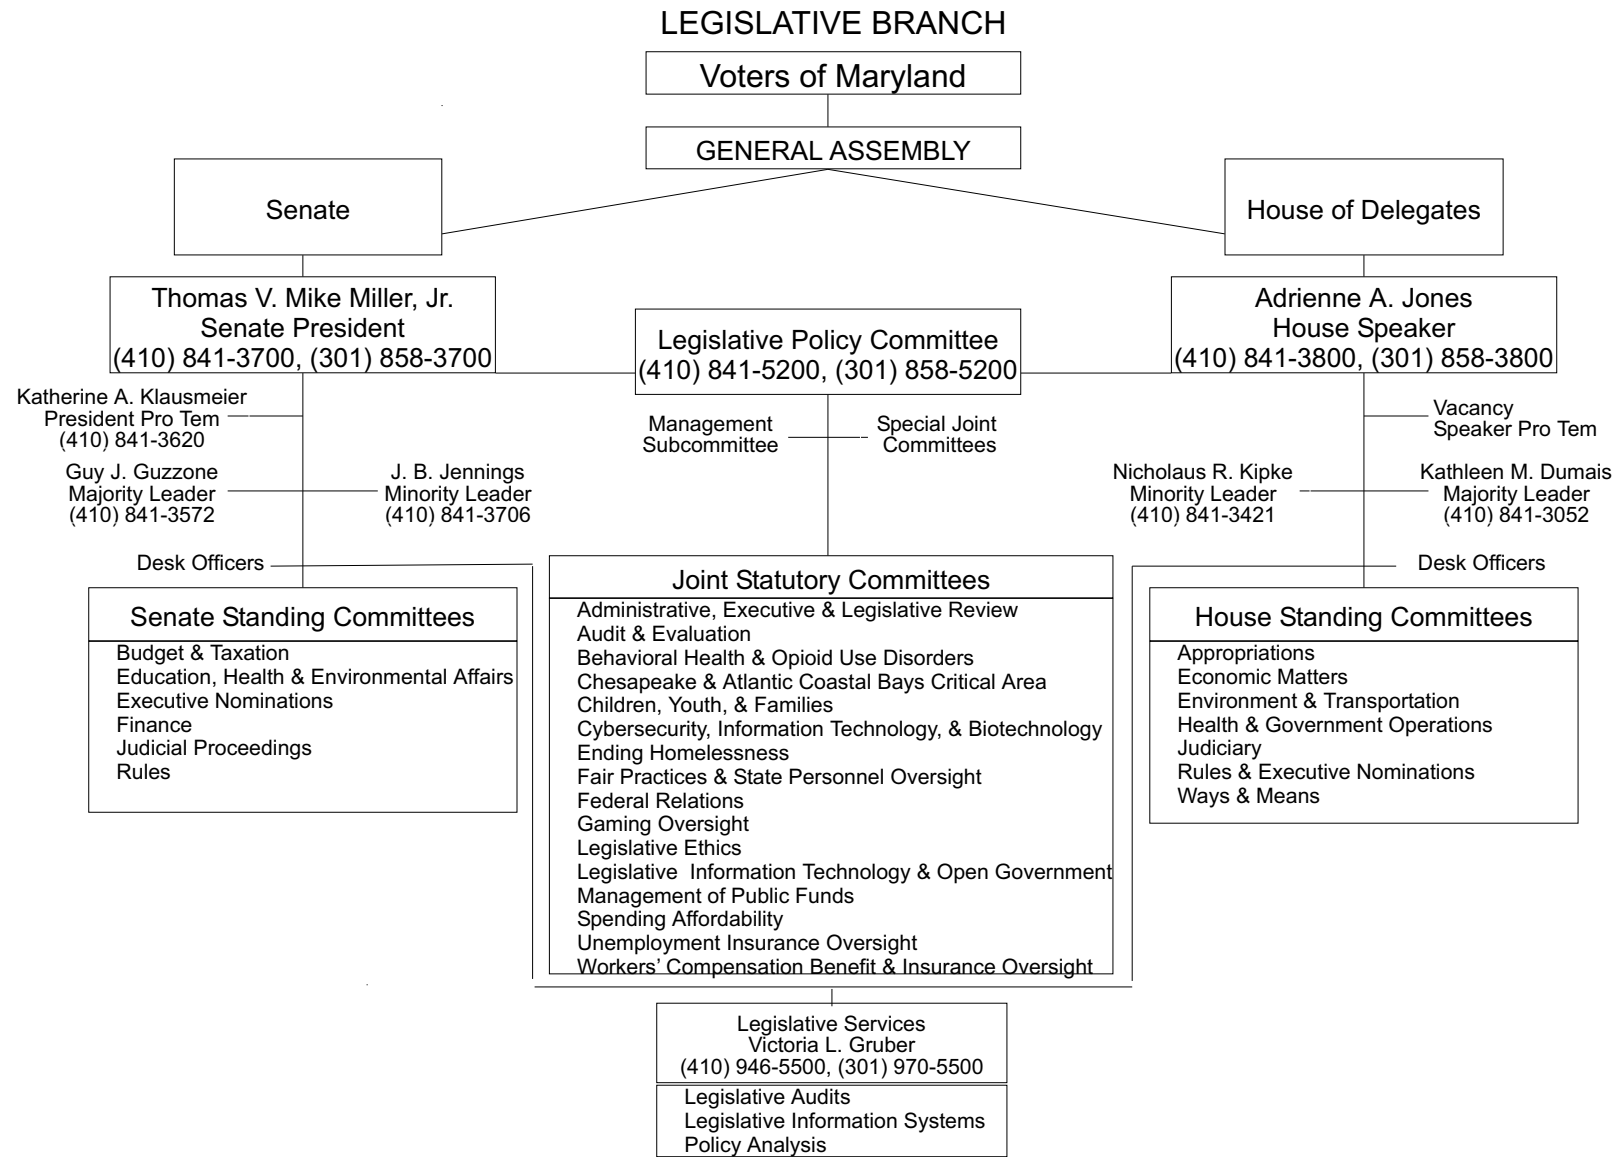 LEGISLATIVE BRANCH
Voters of Maryland
GENERAL ASSEMBLY
Senate
House of Delegates
Thomas V. Mike Miller, Jr.
Senate President
(410) 841-3700, (301) 858-3700
Legislative Policy Committee
(410) 841-5200, (301) 858-5200
Adrienne A. Jones
House Speaker
(410) 841-3800, (301) 858-3800
Katherine A. Klausmeier
President Pro Tem
(410) 841-3620
Guy J. Guzzone
Majority Leader
(410) 841-3572
J. B. Jennings
Minority Leader
(410) 841-3706
Management
Subcommittee
Special Joint
Committees
Vacancy
Speaker Pro Tem
Nicholaus R. Kipke
Minority Leader
(410) 841-3421
Kathleen M. Dumais
Majority Leader
(410) 841-3052
Desk Officers
Desk Officers
Senate Standing Committees
Budget & Taxation
Education, Health & Environmental Affairs
Executive Nominations
Finance
Judicial Proceedings
Rules
Joint Statutory Committees
Administrative, Executive & Legislative Review
Audit & Evaluation
Behavioral Health & Opioid Use Disorders
Chesapeake & Atlantic Coastal Bays Critical Area
Children, Youth, & Families
Cybersecurity, Information Technology, & Biotechnology
Ending Homelessness
Fair Practices & State Personnel Oversight
Federal Relations
Gaming Oversight
Legislative Ethics
Legislative Information Technology & Open Government
Management of Public Funds
Spending Affordability
Unemployment Insurance Oversight
Workers’ Compensation Benefit & Insurance Oversight
House Standing Committees
Appropriations
Economic Matters
Environment & Transportation
Health & Government Operations
Judiciary
Rules & Executive Nominations
Ways & Means
Legislative Services
Victoria L. Gruber
(410) 946-5500, (301) 970-5500
Legislative Audits
Legislative Information Systems
Policy Analysis